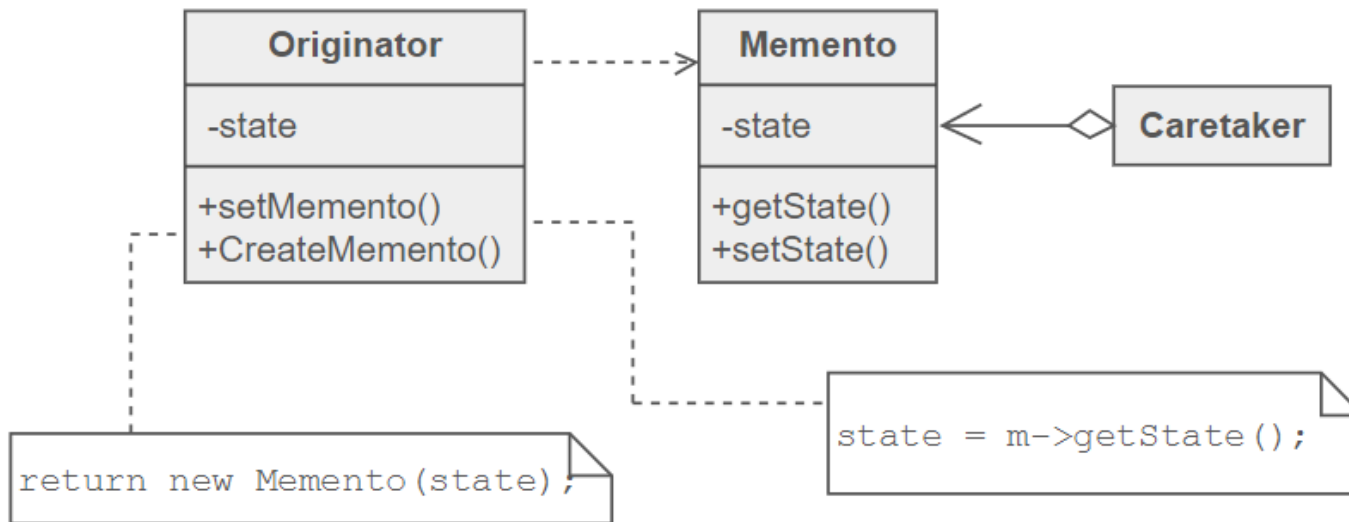 Originator
-state
+setMemento()
+CreateMemento()
Memento
-state
+getState()
+setState()
Caretaker
return new Memento(state);
state = m->getState();